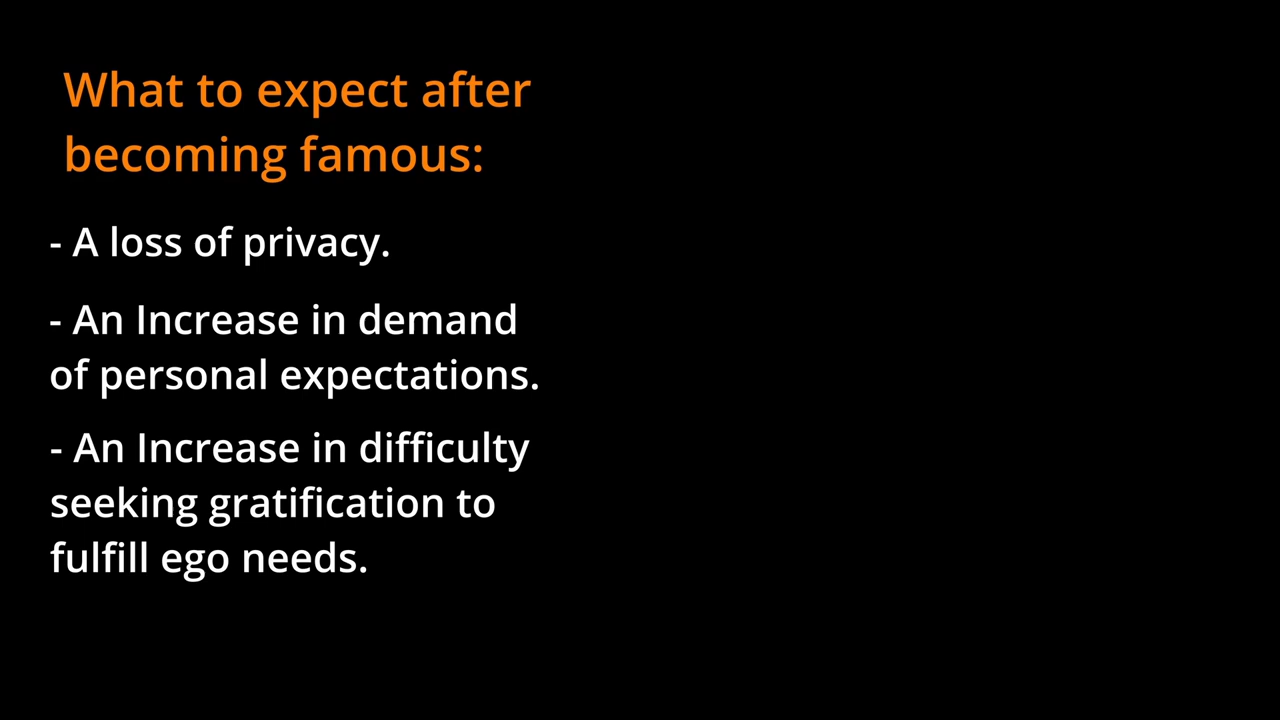 What to expect after
becoming famous:
- A loss of privacy.
- An Increase in demand
of personal expectations.
- An Increase in difficulty
seeking gratification to
fulfill ego needs.